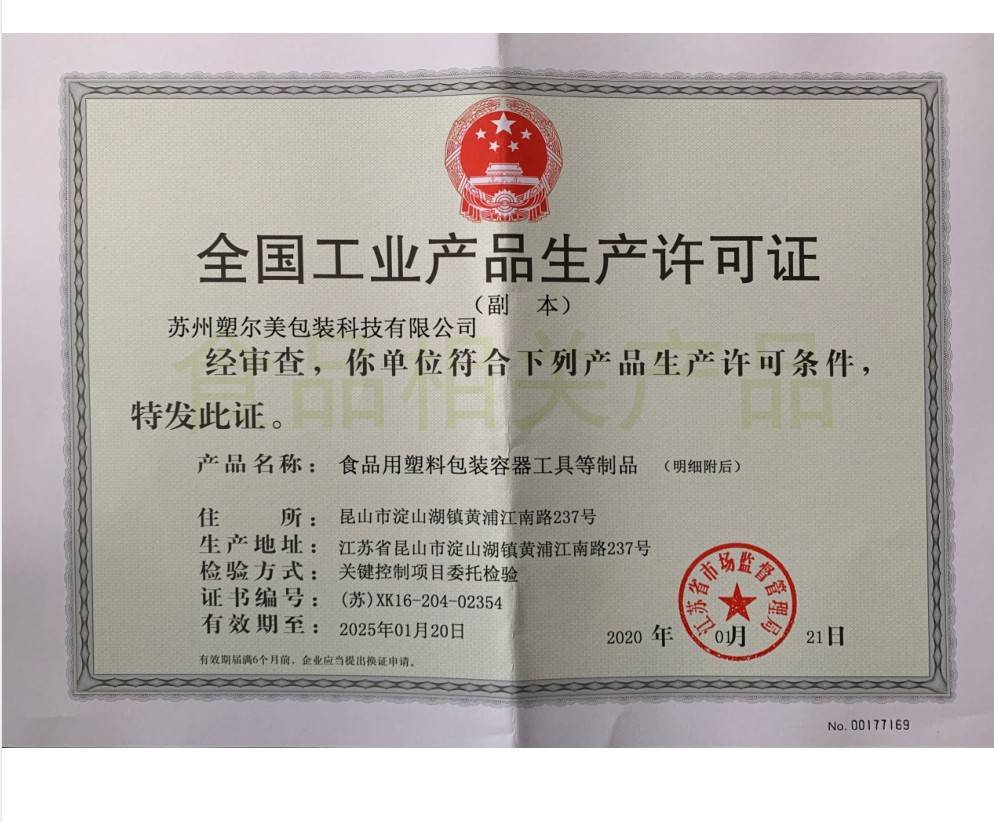 全国工业产品生产许可证
(副 本)
苏州塑尔美包装科技有限公司
食品相关产品
经审查，你单位符合下列产品生产许可条件，
特发此证。
产品名称：食品用塑料包装容器工具等制品 （明细附后）
住 所：昆山市淀山湖镇黄浦江南路237号
生产地址：江苏省昆山市淀山湖镇黄浦江南路237号
检验方式：关键控制项目委托检验
证书编号：(苏)XK16-204-02354
有效期至：2025年01月20日
2020 年 01月 21日
江苏省市场监督管理局
有效期届满6个月前，企业应当提出换证申请。
No. 00177169